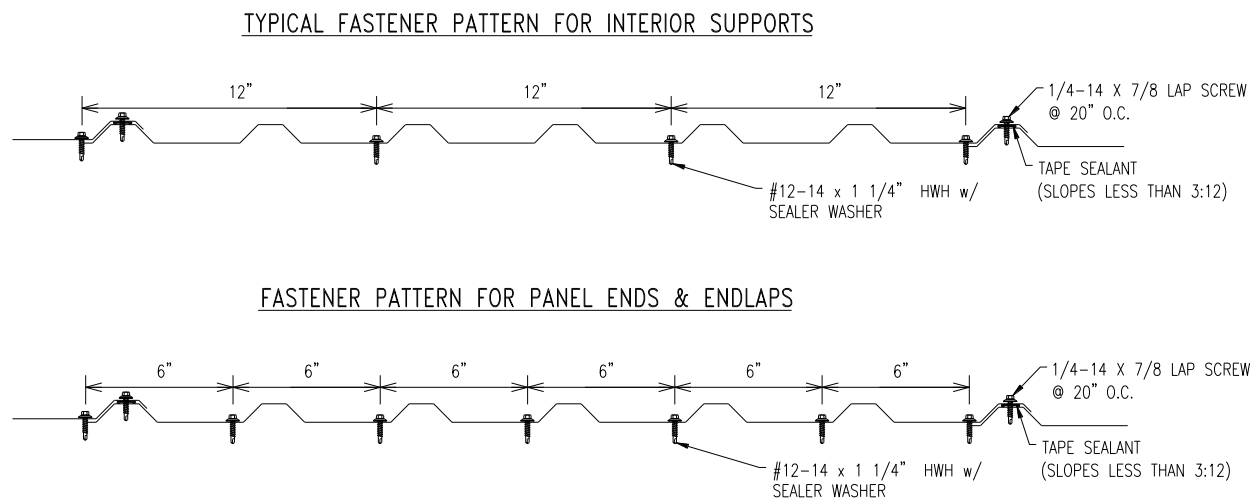 TYPICAL FASTENER PATTERN FOR INTERIOR SUPPORTS
12"
12"
12"
1/4-14 X 7/8 LAP SCREW
@ 20" O.C.
TAPE SEALANT
(SLOPES LESS THAN 3:12)
#12-14 x 1 1/4" HWH w/
SEALER WASHER
FASTENER PATTERN FOR PANEL ENDS & ENDLAPS
6"
6"
6"
6"
6"
6"
1/4-14 X 7/8 LAP SCREW
@ 20" O.C.
TAPE SEALANT
(SLOPES LESS THAN 3:12)
#12-14 x 1 1/4" HWH w/
SEALER WASHER